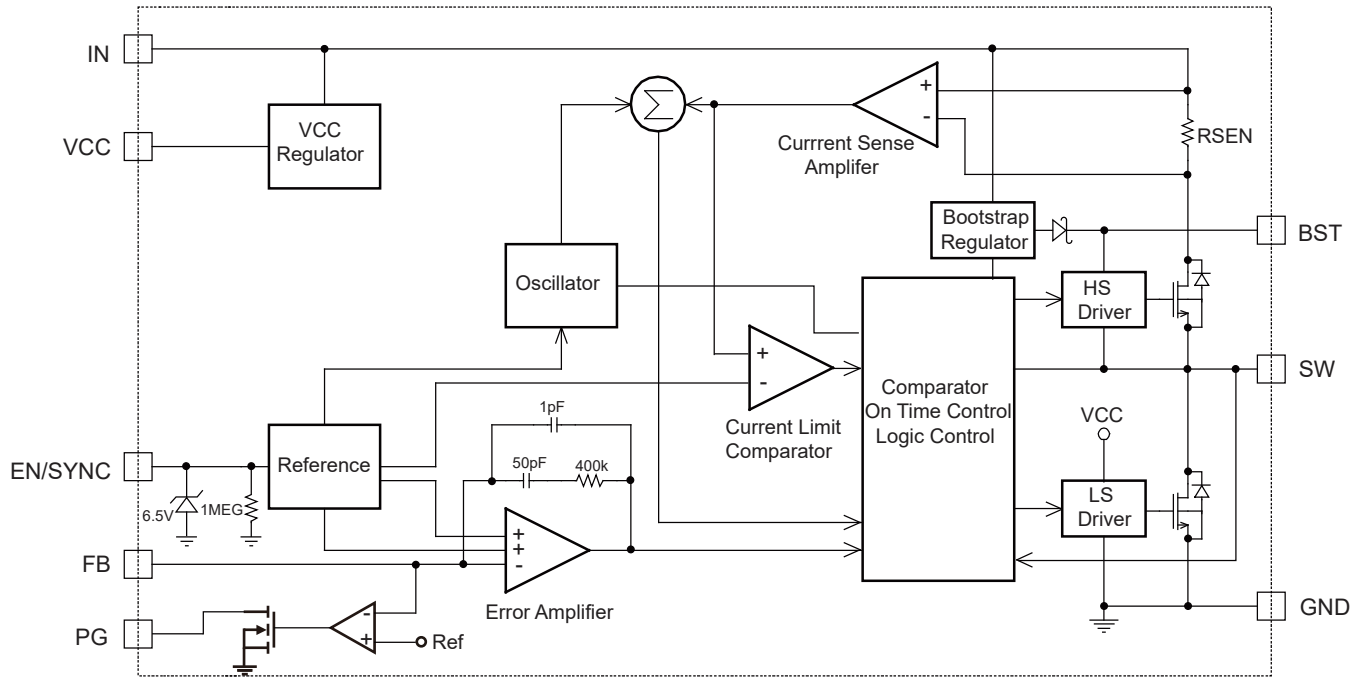 IN
VCC
Regulator
VCC
Σ
+
-
Currrent Sense
Amplifer
RSEN
Bootstrap
Regulator
BST
Oscillator
HS
Driver
+
-
Current Limit
Comparator
Comparator
On Time Control
Logic Control
SW
VCC
1pF
50pF
400k
EN/SYNC
Reference
6.5V
1MEG
LS
Driver
+
+
-
Error Amplifier
FB
GND
PG
-
+
Ref